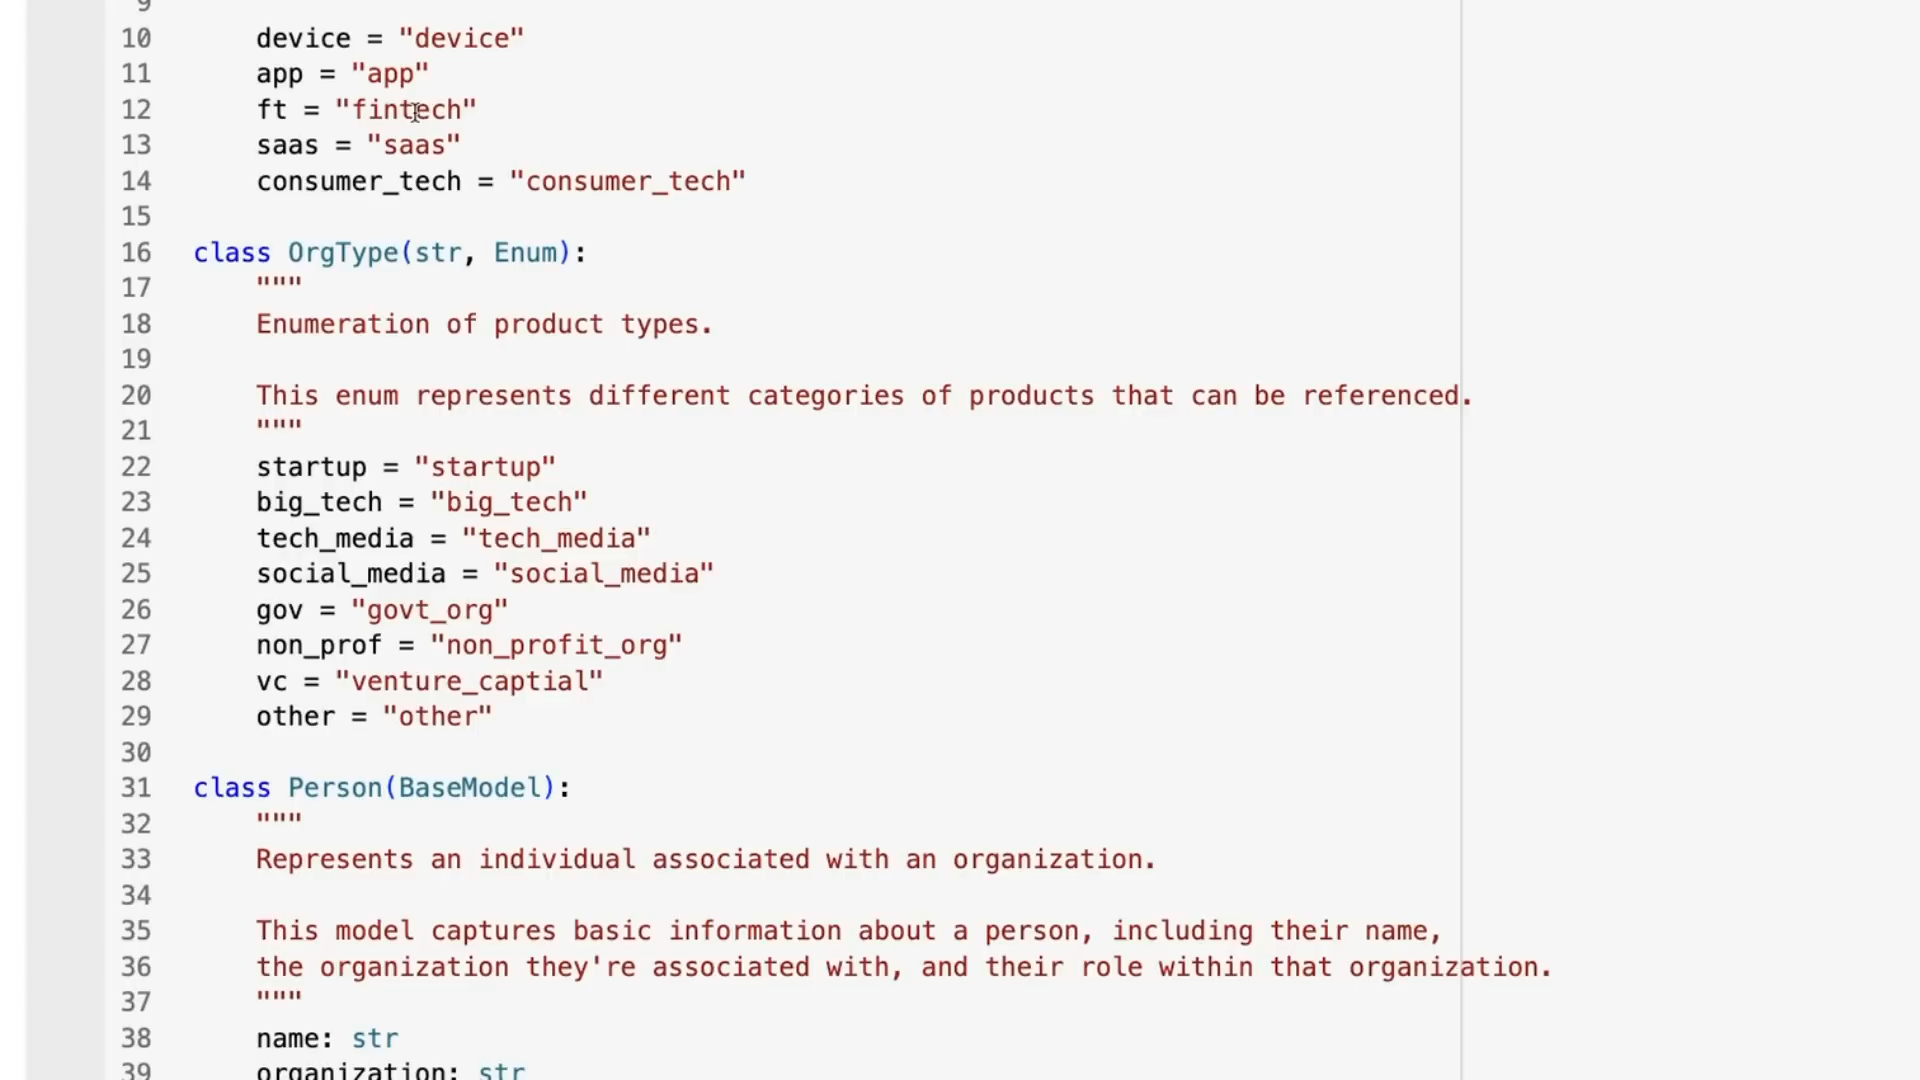 9
10 device = "device"
11 app = "app"
12 ft = "fintech"
13 saas = "saas"
14 consumer_tech = "consumer_tech"
15
16 class OrgType(str, Enum):
17 """
18 Enumeration of product types.
19
20 This enum represents different categories of products that can be referenced.
21 """
22 startup = "startup"
23 big_tech = "big_tech"
24 tech_media = "tech_media"
25 social_media = "social_media"
26 gov = "govt_org"
27 non_prof = "non_profit_org"
28 vc = "venture_captial"
29 other = "other"
30
31 class Person(BaseModel):
32 """
33 Represents an individual associated with an organization.
34
35 This model captures basic information about a person, including their name,
36 the organization they're associated with, and their role within that organization.
37 """
38 name: str
39 organization: str